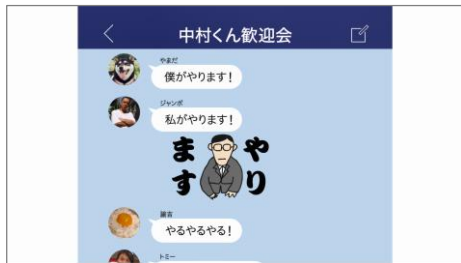 中村くん歓迎会
やまだ
僕がやります!
ジャンボ
私がやります!
やり
ます
諭吉
やるやるやる!
トミー